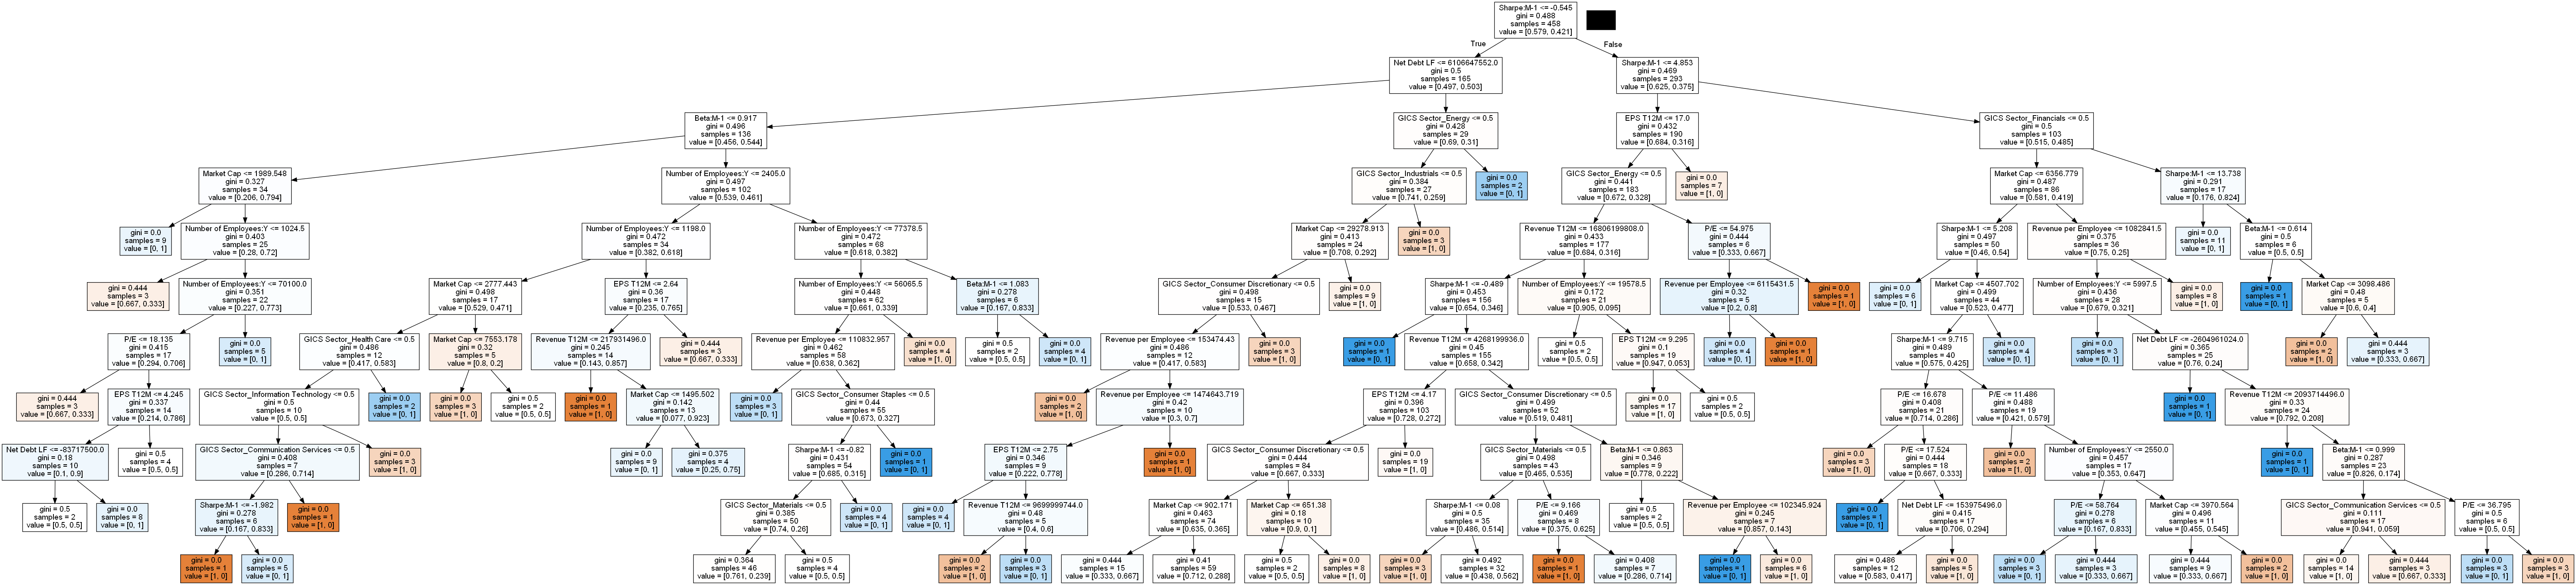 Sharpe:M-1 <= -0.545
gini = 0.488
samples = 458
value = [0.579, 0.421]
True
False
Net Debt LF <= 6106647552.0
gini = 0.5
samples = 165
value = [0.497, 0.503]
Sharpe:M-1 <= 4.853
gini = 0.469
samples = 293
value = [0.625, 0.375]
Beta:M-1 <= 0.917
gini = 0.496
samples = 136
value = [0.456, 0.544]
GICS Sector_Energy <= 0.5
gini = 0.428
samples = 29
value = [0.69, 0.31]
EPS T12M <= 17.0
gini = 0.432
samples = 190
value = [0.684, 0.316]
GICS Sector_Financials <= 0.5
gini = 0.5
samples = 103
value = [0.515, 0.485]
Market Cap <= 1989.548
gini = 0.327
samples = 34
value = [0.206, 0.794]
Number of Employees:Y <= 2405.0
gini = 0.497
samples = 102
value = [0.539, 0.461]
GICS Sector_Industrials <= 0.5
gini = 0.384
samples = 27
value = [0.741, 0.259]
gini = 0.0
samples = 2
value = [0, 1]
GICS Sector_Energy <= 0.5
gini = 0.441
samples = 183
value = [0.672, 0.328]
gini = 0.0
samples = 7
value = [1, 0]
Market Cap <= 6356.779
gini = 0.487
samples = 86
value = [0.581, 0.419]
Sharpe:M-1 <= 13.738
gini = 0.291
samples = 17
value = [0.176, 0.824]
gini = 0.0
samples = 9
value = [0, 1]
Number of Employees:Y <= 1024.5
gini = 0.403
samples = 25
value = [0.28, 0.72]
Number of Employees:Y <= 1198.0
gini = 0.472
samples = 34
value = [0.382, 0.618]
Number of Employees:Y <= 77378.5
gini = 0.472
samples = 68
value = [0.618, 0.382]
Market Cap <= 29278.913
gini = 0.413
samples = 24
value = [0.708, 0.292]
gini = 0.0
samples = 3
value = [1, 0]
Revenue T12M <= 16806199808.0
gini = 0.433
samples = 177
value = [0.684, 0.316]
P/E <= 54.975
gini = 0.444
samples = 6
value = [0.333, 0.667]
Sharpe:M-1 <= 5.208
gini = 0.497
samples = 50
value = [0.46, 0.54]
Revenue per Employee <= 1082841.5
gini = 0.375
samples = 36
value = [0.75, 0.25]
gini = 0.0
samples = 11
value = [0, 1]
Beta:M-1 <= 0.614
gini = 0.5
samples = 6
value = [0.5, 0.5]
gini = 0.444
samples = 3
value = [0.667, 0.333]
Number of Employees:Y <= 70100.0
gini = 0.351
samples = 22
value = [0.227, 0.773]
Market Cap <= 2777.443
gini = 0.498
samples = 17
value = [0.529, 0.471]
EPS T12M <= 2.64
gini = 0.36
samples = 17
value = [0.235, 0.765]
Number of Employees:Y <= 56065.5
gini = 0.448
samples = 62
value = [0.661, 0.339]
Beta:M-1 <= 1.083
gini = 0.278
samples = 6
value = [0.167, 0.833]
GICS Sector_Consumer Discretionary <= 0.5
gini = 0.498
samples = 15
value = [0.533, 0.467]
gini = 0.0
samples = 9
value = [1, 0]
Sharpe:M-1 <= -0.489
gini = 0.453
samples = 156
value = [0.654, 0.346]
Number of Employees:Y <= 19578.5
gini = 0.172
samples = 21
value = [0.905, 0.095]
Revenue per Employee <= 6115431.5
gini = 0.32
samples = 5
value = [0.2, 0.8]
gini = 0.0
samples = 1
value = [1, 0]
gini = 0.0
samples = 6
value = [0, 1]
Market Cap <= 4507.702
gini = 0.499
samples = 44
value = [0.523, 0.477]
Number of Employees:Y <= 5997.5
gini = 0.436
samples = 28
value = [0.679, 0.321]
gini = 0.0
samples = 8
value = [1, 0]
gini = 0.0
samples = 1
value = [0, 1]
Market Cap <= 3098.486
gini = 0.48
samples = 5
value = [0.6, 0.4]
P/E <= 18.135
gini = 0.415
samples = 17
value = [0.294, 0.706]
gini = 0.0
samples = 5
value = [0, 1]
GICS Sector_Health Care <= 0.5
gini = 0.486
samples = 12
value = [0.417, 0.583]
Market Cap <= 7553.178
gini = 0.32
samples = 5
value = [0.8, 0.2]
Revenue T12M <= 217931496.0
gini = 0.245
samples = 14
value = [0.143, 0.857]
gini = 0.444
samples = 3
value = [0.667, 0.333]
Revenue per Employee <= 110832.957
gini = 0.462
samples = 58
value = [0.638, 0.362]
gini = 0.0
samples = 4
value = [1, 0]
gini = 0.5
samples = 2
value = [0.5, 0.5]
gini = 0.0
samples = 4
value = [0, 1]
Revenue per Employee <= 153474.43
gini = 0.486
samples = 12
value = [0.417, 0.583]
gini = 0.0
samples = 3
value = [1, 0]
gini = 0.0
samples = 1
value = [0, 1]
Revenue T12M <= 4268199936.0
gini = 0.45
samples = 155
value = [0.658, 0.342]
gini = 0.5
samples = 2
value = [0.5, 0.5]
EPS T12M <= 9.295
gini = 0.1
samples = 19
value = [0.947, 0.053]
gini = 0.0
samples = 4
value = [0, 1]
gini = 0.0
samples = 1
value = [1, 0]
Sharpe:M-1 <= 9.715
gini = 0.489
samples = 40
value = [0.575, 0.425]
gini = 0.0
samples = 4
value = [0, 1]
gini = 0.0
samples = 3
value = [0, 1]
Net Debt LF <= -2604961024.0
gini = 0.365
samples = 25
value = [0.76, 0.24]
gini = 0.0
samples = 2
value = [1, 0]
gini = 0.444
samples = 3
value = [0.333, 0.667]
gini = 0.444
samples = 3
value = [0.667, 0.333]
EPS T12M <= 4.245
gini = 0.337
samples = 14
value = [0.214, 0.786]
GICS Sector_Information Technology <= 0.5
gini = 0.5
samples = 10
value = [0.5, 0.5]
gini = 0.0
samples = 2
value = [0, 1]
gini = 0.0
samples = 3
value = [1, 0]
gini = 0.5
samples = 2
value = [0.5, 0.5]
gini = 0.0
samples = 1
value = [1, 0]
Market Cap <= 1495.502
gini = 0.142
samples = 13
value = [0.077, 0.923]
gini = 0.0
samples = 3
value = [0, 1]
GICS Sector_Consumer Staples <= 0.5
gini = 0.44
samples = 55
value = [0.673, 0.327]
gini = 0.0
samples = 2
value = [1, 0]
Revenue per Employee <= 1474643.719
gini = 0.42
samples = 10
value = [0.3, 0.7]
EPS T12M <= 4.17
gini = 0.396
samples = 103
value = [0.728, 0.272]
GICS Sector_Consumer Discretionary <= 0.5
gini = 0.499
samples = 52
value = [0.519, 0.481]
gini = 0.0
samples = 17
value = [1, 0]
gini = 0.5
samples = 2
value = [0.5, 0.5]
P/E <= 16.678
gini = 0.408
samples = 21
value = [0.714, 0.286]
P/E <= 11.486
gini = 0.488
samples = 19
value = [0.421, 0.579]
gini = 0.0
samples = 1
value = [0, 1]
Revenue T12M <= 2093714496.0
gini = 0.33
samples = 24
value = [0.792, 0.208]
Net Debt LF <= -83717500.0
gini = 0.18
samples = 10
value = [0.1, 0.9]
gini = 0.5
samples = 4
value = [0.5, 0.5]
GICS Sector_Communication Services <= 0.5
gini = 0.408
samples = 7
value = [0.286, 0.714]
gini = 0.0
samples = 3
value = [1, 0]
gini = 0.0
samples = 9
value = [0, 1]
gini = 0.375
samples = 4
value = [0.25, 0.75]
Sharpe:M-1 <= -0.82
gini = 0.431
samples = 54
value = [0.685, 0.315]
gini = 0.0
samples = 1
value = [0, 1]
EPS T12M <= 2.75
gini = 0.346
samples = 9
value = [0.222, 0.778]
gini = 0.0
samples = 1
value = [1, 0]
GICS Sector_Consumer Discretionary <= 0.5
gini = 0.444
samples = 84
value = [0.667, 0.333]
gini = 0.0
samples = 19
value = [1, 0]
GICS Sector_Materials <= 0.5
gini = 0.498
samples = 43
value = [0.465, 0.535]
Beta:M-1 <= 0.863
gini = 0.346
samples = 9
value = [0.778, 0.222]
gini = 0.0
samples = 3
value = [1, 0]
P/E <= 17.524
gini = 0.444
samples = 18
value = [0.667, 0.333]
gini = 0.0
samples = 2
value = [1, 0]
Number of Employees:Y <= 2550.0
gini = 0.457
samples = 17
value = [0.353, 0.647]
gini = 0.0
samples = 1
value = [0, 1]
Beta:M-1 <= 0.999
gini = 0.287
samples = 23
value = [0.826, 0.174]
gini = 0.5
samples = 2
value = [0.5, 0.5]
gini = 0.0
samples = 8
value = [0, 1]
Sharpe:M-1 <= -1.982
gini = 0.278
samples = 6
value = [0.167, 0.833]
gini = 0.0
samples = 1
value = [1, 0]
GICS Sector_Materials <= 0.5
gini = 0.385
samples = 50
value = [0.74, 0.26]
gini = 0.0
samples = 4
value = [0, 1]
gini = 0.0
samples = 4
value = [0, 1]
Revenue T12M <= 9699999744.0
gini = 0.48
samples = 5
value = [0.4, 0.6]
Market Cap <= 902.171
gini = 0.463
samples = 74
value = [0.635, 0.365]
Market Cap <= 651.38
gini = 0.18
samples = 10
value = [0.9, 0.1]
Sharpe:M-1 <= 0.08
gini = 0.5
samples = 35
value = [0.486, 0.514]
P/E <= 9.166
gini = 0.469
samples = 8
value = [0.375, 0.625]
gini = 0.5
samples = 2
value = [0.5, 0.5]
Revenue per Employee <= 102345.924
gini = 0.245
samples = 7
value = [0.857, 0.143]
gini = 0.0
samples = 1
value = [0, 1]
Net Debt LF <= 153975496.0
gini = 0.415
samples = 17
value = [0.706, 0.294]
P/E <= 58.764
gini = 0.278
samples = 6
value = [0.167, 0.833]
Market Cap <= 3970.564
gini = 0.496
samples = 11
value = [0.455, 0.545]
GICS Sector_Communication Services <= 0.5
gini = 0.111
samples = 17
value = [0.941, 0.059]
P/E <= 36.795
gini = 0.5
samples = 6
value = [0.5, 0.5]
gini = 0.0
samples = 1
value = [1, 0]
gini = 0.0
samples = 5
value = [0, 1]
gini = 0.364
samples = 46
value = [0.761, 0.239]
gini = 0.5
samples = 4
value = [0.5, 0.5]
gini = 0.0
samples = 2
value = [1, 0]
gini = 0.0
samples = 3
value = [0, 1]
gini = 0.444
samples = 15
value = [0.333, 0.667]
gini = 0.41
samples = 59
value = [0.712, 0.288]
gini = 0.5
samples = 2
value = [0.5, 0.5]
gini = 0.0
samples = 8
value = [1, 0]
gini = 0.0
samples = 3
value = [1, 0]
gini = 0.492
samples = 32
value = [0.438, 0.562]
gini = 0.0
samples = 1
value = [1, 0]
gini = 0.408
samples = 7
value = [0.286, 0.714]
gini = 0.0
samples = 1
value = [0, 1]
gini = 0.0
samples = 6
value = [1, 0]
gini = 0.486
samples = 12
value = [0.583, 0.417]
gini = 0.0
samples = 5
value = [1, 0]
gini = 0.0
samples = 3
value = [0, 1]
gini = 0.444
samples = 3
value = [0.333, 0.667]
gini = 0.444
samples = 9
value = [0.333, 0.667]
gini = 0.0
samples = 2
value = [1, 0]
gini = 0.0
samples = 14
value = [1, 0]
gini = 0.444
samples = 3
value = [0.667, 0.333]
gini = 0.0
samples = 3
value = [0, 1]
gini = 0.0
samples = 3
value = [1, 0]